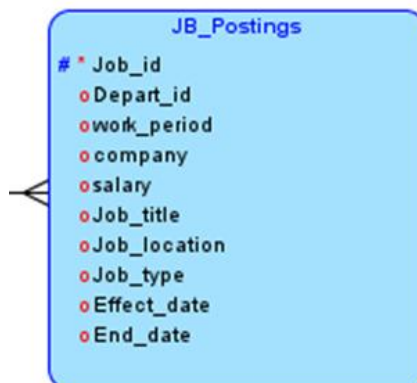 JB_Postings
# * Job_id
o Depart_id
o work_period
o company
o salary
o Job_title
o Job_location
o Job_type
o Effect_date
o End_date